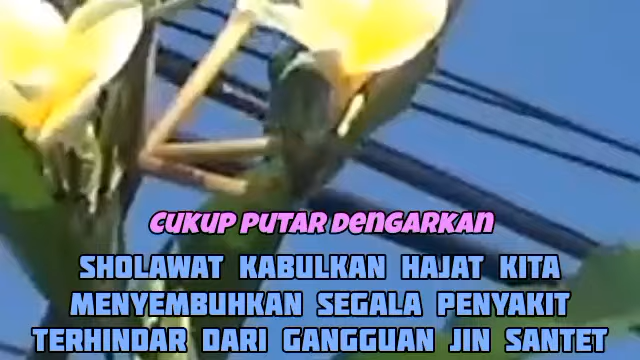 CUKUP PUTAR DENGARKAN
SHOLAWAT KABULKAN HAJAT KITA
MENYEMBUHKAN SEGALA PENYAKIT
TERHINDAR DARI GANGGUAN JIN SANTET